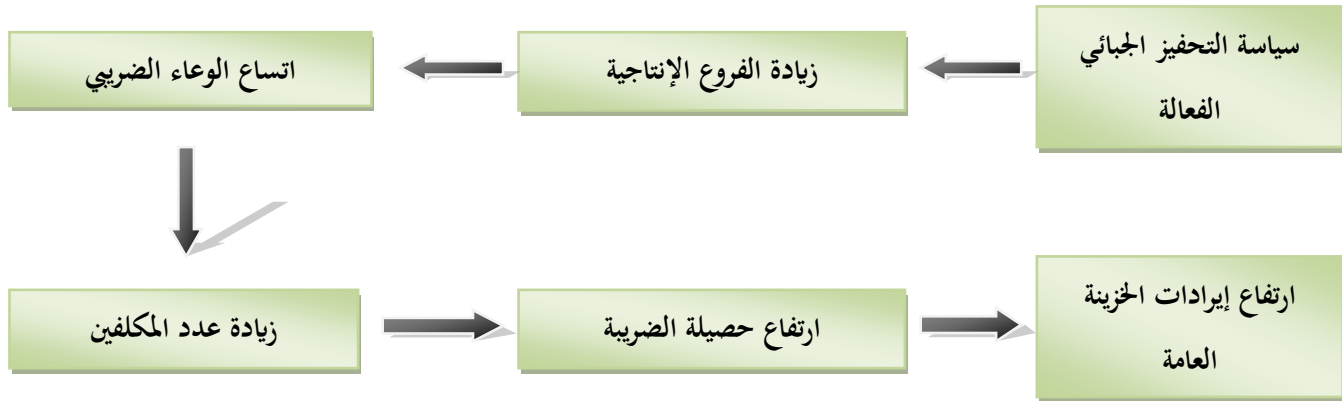 سياسة التحفيز الجبائي
الفعالة
زيادة الفروع الإنتاجية
اتساع الوعاء الضريبي
زيادة عدد المكلفين
ارتفاع حصيلة الضريبة
ارتفاع إيرادات الخزينة
العامة